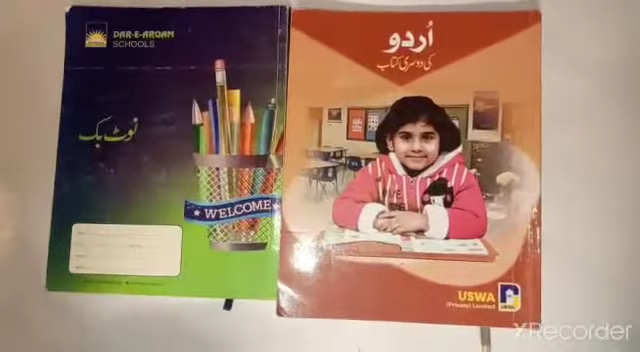 DAR-E-ARQAM
SCHOOLS
نوٹ بک
WELCOME
اُردو
کی دوسری کتاب
USWA
(Private) Limited
XRecorder